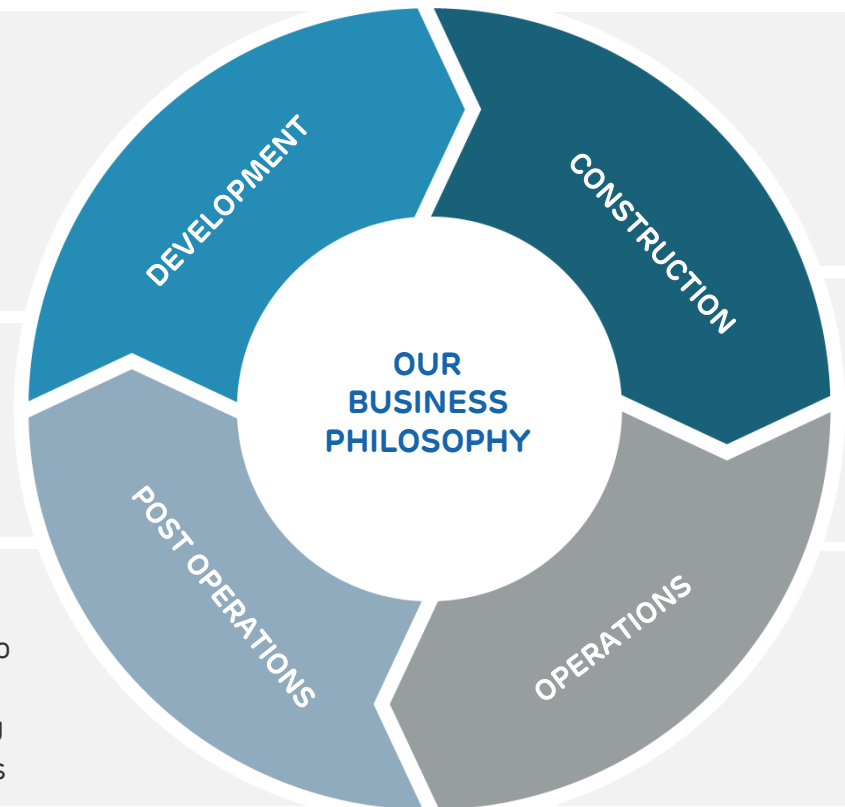 DEVELOPMENT
CONSTRUCTION
OUR
BUSINESS
PHILOSOPHY
POST OPERATIONS
OPERATIONS